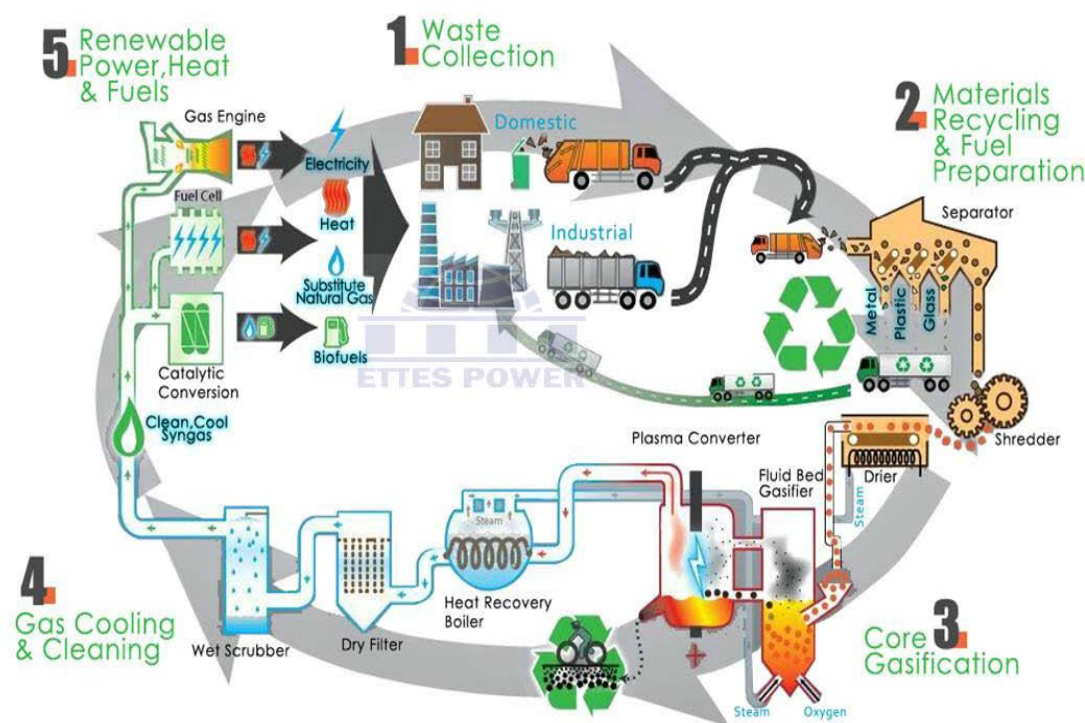 1. Waste
Collection
2. Materials
Recycling
& Fuel
Preparation
Core 3.
Gasification
4.
Gas Cooling
& Cleaning
5. Renewable
Power,Heat
& Fuels
Gas Engine
Fuel Cell
Catalytic
Conversion
Clean,Cool
Syngas
Electricity
Heat
Substitute
Natural Gas
Biofuels
Domestic
Industrial
ETTES POWER
Separator
Metal
Plastic
Glass
Shredder
Drier
Steam
Plasma Converter
Fluid Bed
Gasifier
Steam
Oxygen
Steam
Heat Recovery
Boiler
Dry Filter
Wet Scrubber